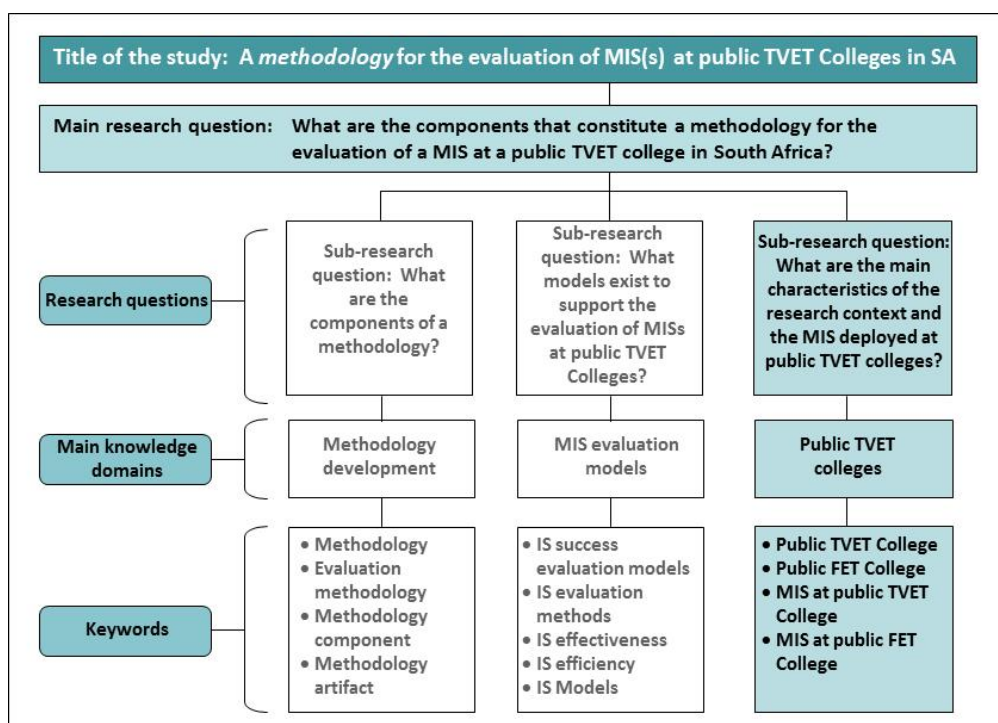 Title of the study: A methodology for the evaluation of MIS(s) at public TVET Colleges in SA
Main research question: What are the components that constitute a methodology for the
evaluation of a MIS at a public TVET college in South Africa?
Research questions
Sub-research
question: What
are the
components of a
methodology?
Sub-research
question: What
models exist to
support the
evaluation of MISs
at public TVET
Colleges?
Sub-research question:
What are the main
characteristics of the
research context and
the MIS deployed at
public TVET colleges?
Main knowledge
domains
Methodology
development
MIS evaluation
models
Public TVET
colleges
Keywords
• Methodology
• Evaluation
methodology
• Methodology
component
• Methodology
artifact
• IS success
evaluation models
• IS evaluation
methods
• IS effectiveness
• IS efficiency
• IS Models
• Public TVET College
• Public FET College
• MIS at public TVET
College
• MIS at public FET
College